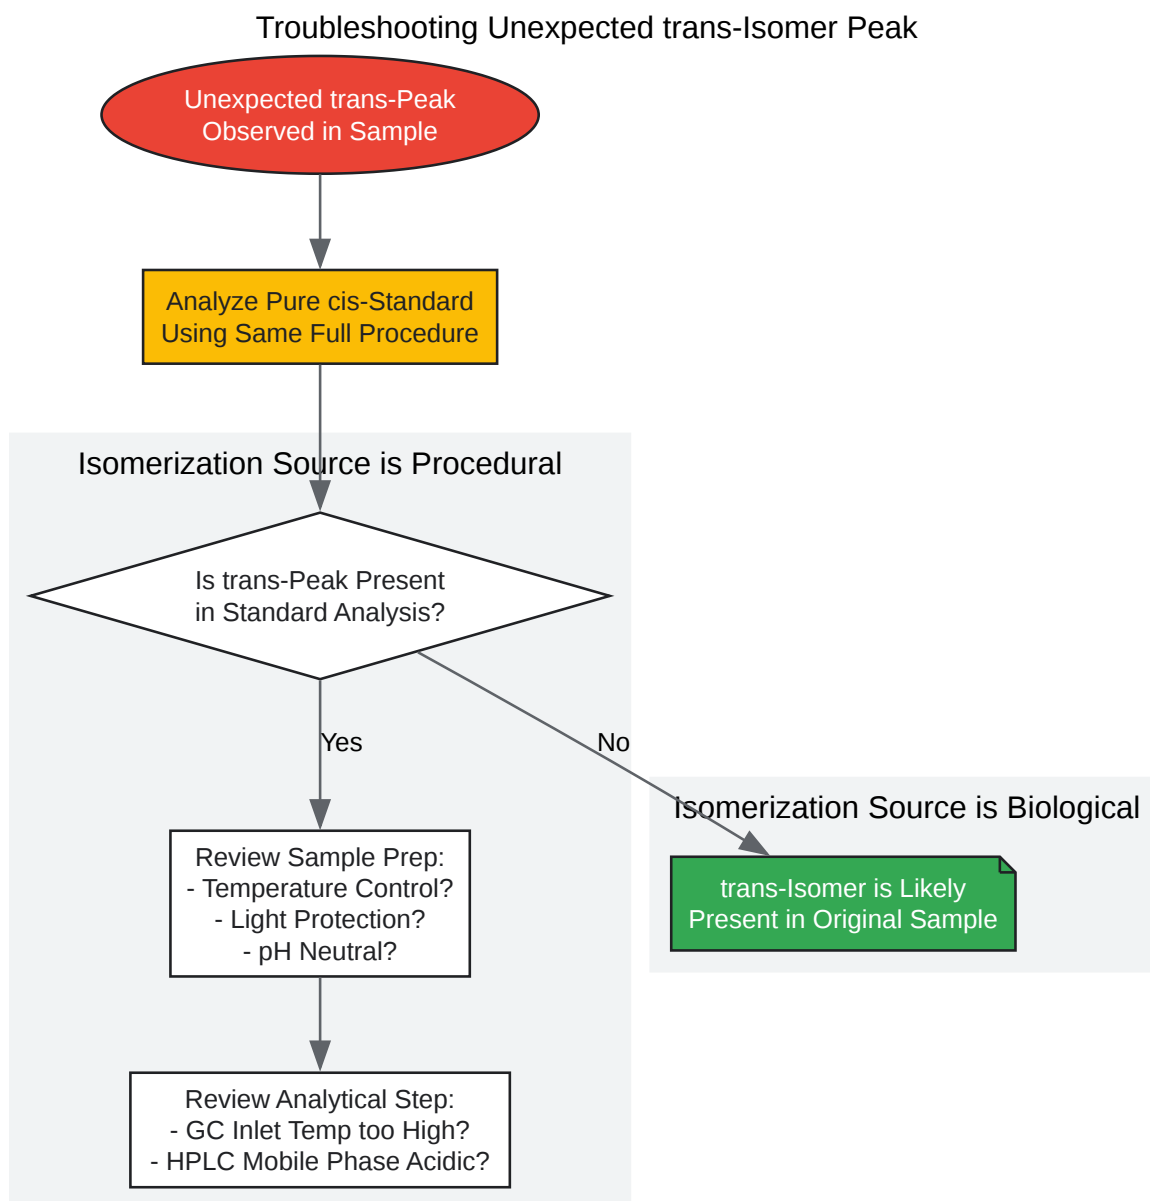 Troubleshooting Unexpected trans-Isomer Peak
Unexpected trans-Peak
Observed in Sample
Analyze Pure cis-Standard
Using Same Full Procedure
Isomerization Source is Procedural
Is trans-Peak Present
in Standard Analysis?
Yes
No
Isomerization Source is Biological
Review Sample Prep:
- Temperature Control?
- Light Protection?
- pH Neutral?
trans-Isomer is Likely
Present in Original Sample
Review Analytical Step:
- GC Inlet Temp too High?
- HPLC Mobile Phase Acidic?